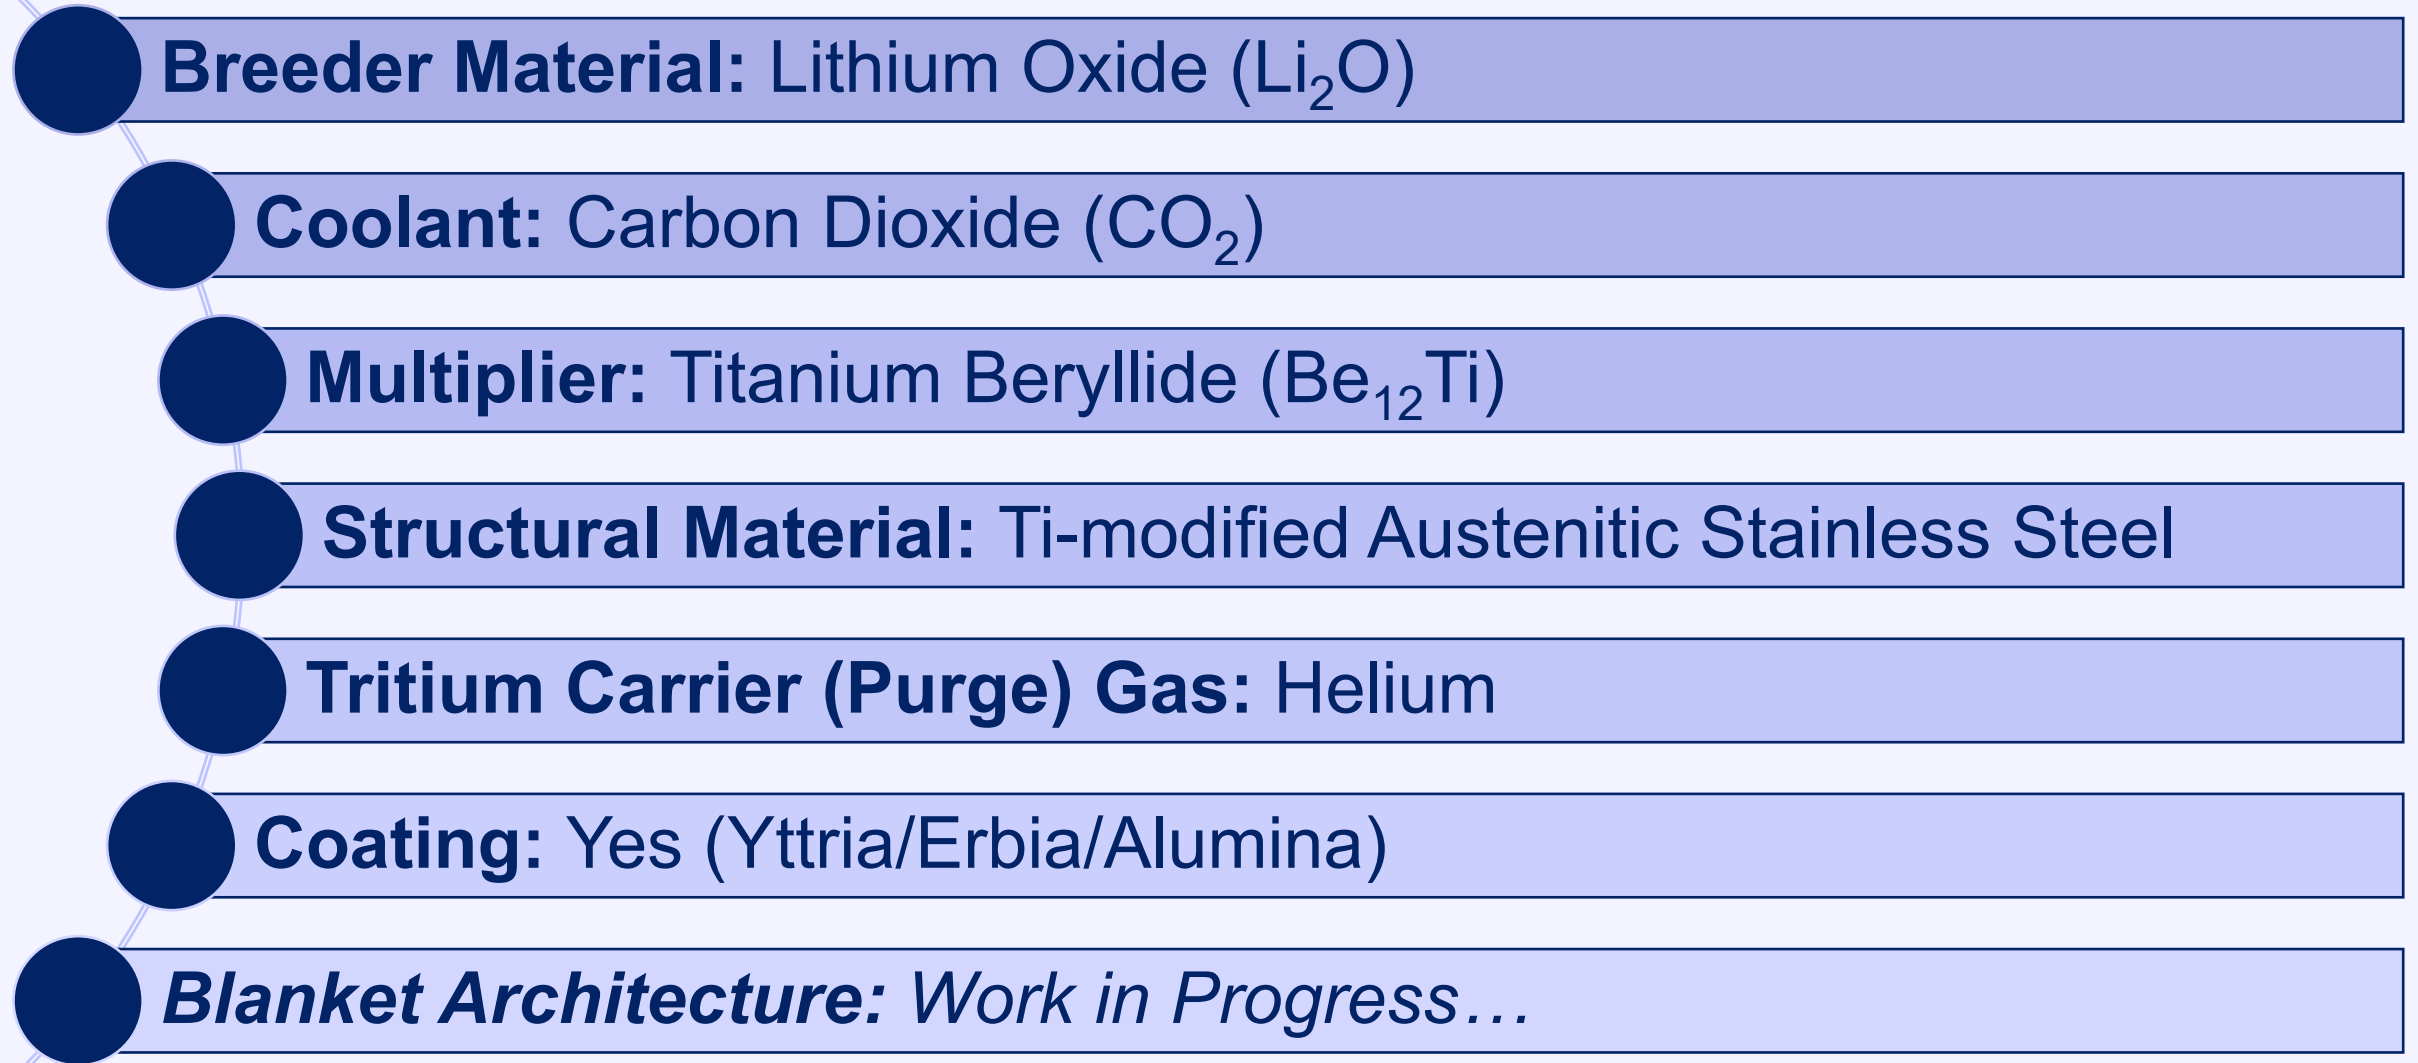 Breeder Material: Lithium Oxide (Li₂O)
Coolant: Carbon Dioxide (CO₂)
Multiplier: Titanium Beryllide (Be₁₂Ti)
Structural Material: Ti-modified Austenitic Stainless Steel
Tritium Carrier (Purge) Gas: Helium
Coating: Yes (Yttria/Erbia/Alumina)
Blanket Architecture: Work in Progress…